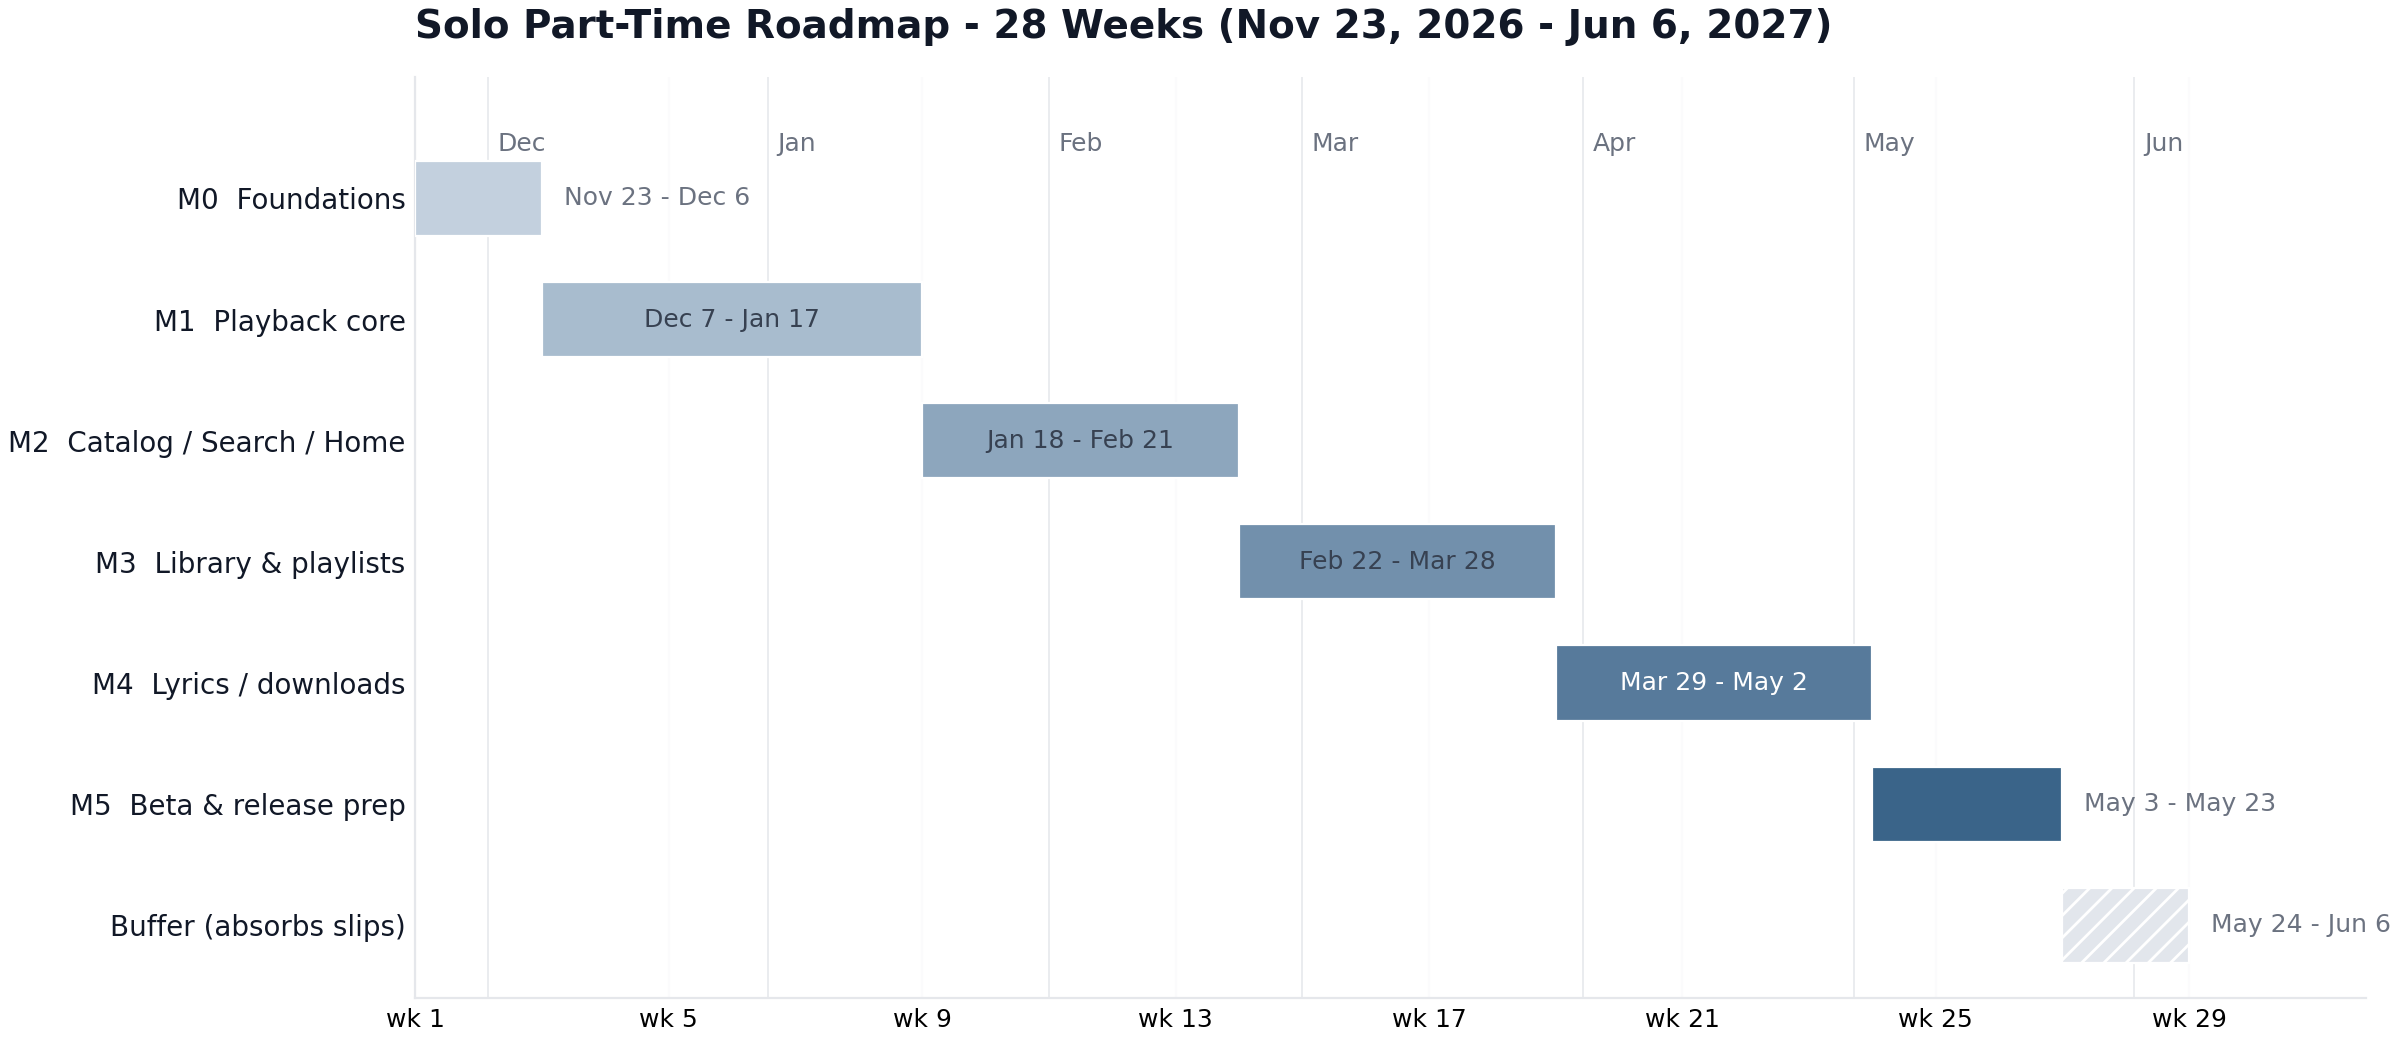 Solo Part-Time Roadmap - 28 Weeks (Nov 23, 2026 - Jun 6, 2027)
Dec Jan Feb Mar Apr May Jun
M0  Foundations Nov 23 - Dec 6
M1  Playback core Dec 7 - Jan 17
M2  Catalog / Search / Home Jan 18 - Feb 21
M3  Library & playlists Feb 22 - Mar 28
M4  Lyrics / downloads Mar 29 - May 2
M5  Beta & release prep May 3 - May 23
Buffer (absorbs slips) May 24 - Jun 6
wk 1 wk 5 wk 9 wk 13 wk 17 wk 21 wk 25 wk 29